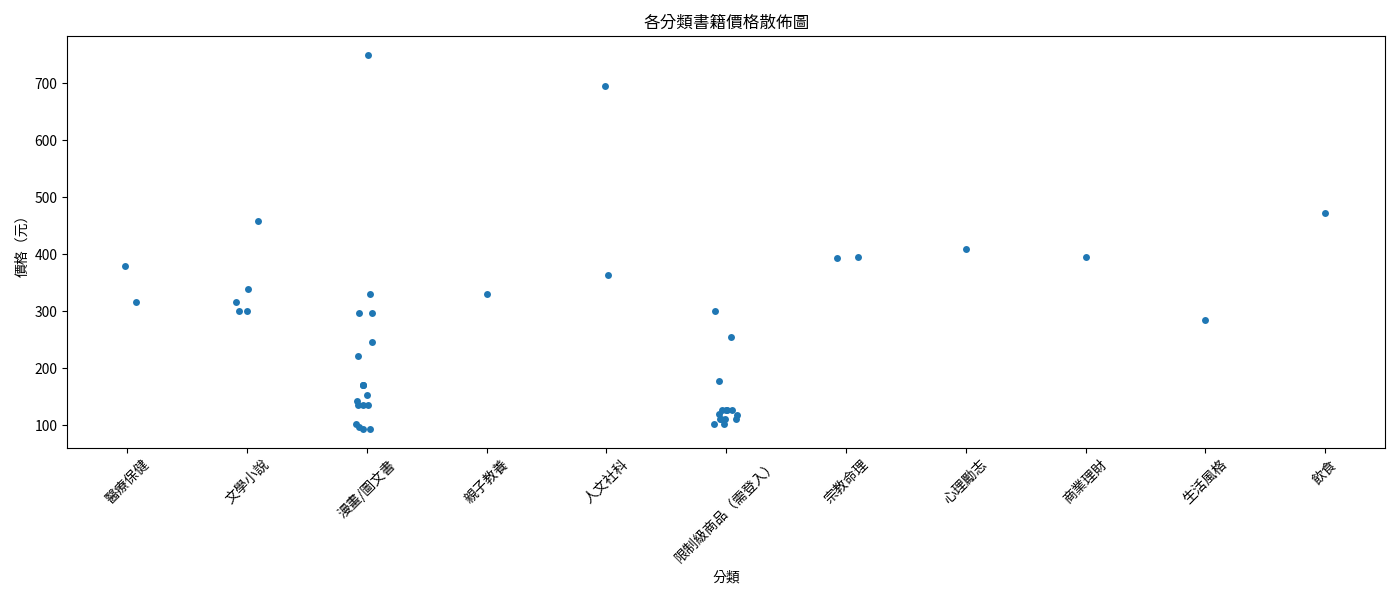 各分類書籍價格散佈圖
價格（元）
700
600
500
400
300
200
100
醫療保健
文學小說
漫畫/圖文書
親子教養
人文社科
限制級商品（需登入）
宗教命理
心理勵志
商業理財
生活風格
飲食
分類